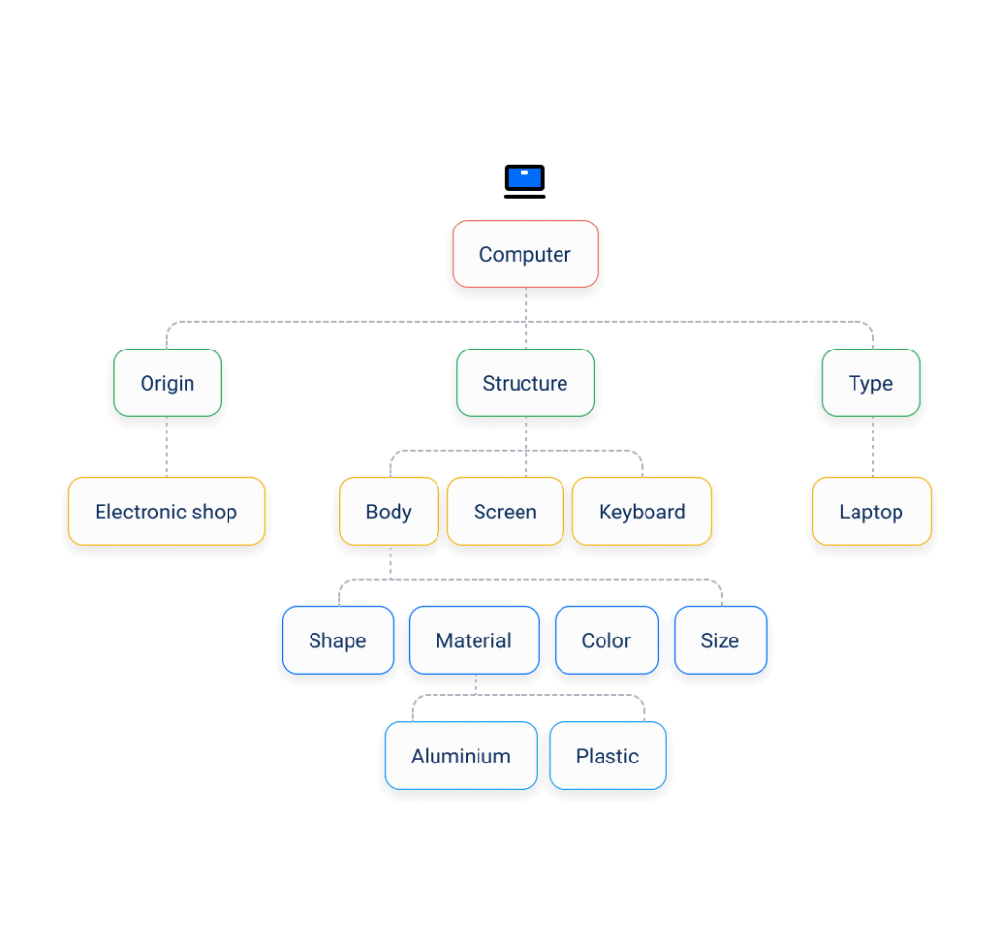 Computer
Origin
Structure
Type
Electronic shop
Body
Screen
Keyboard
Laptop
Shape
Material
Color
Size
Aluminium
Plastic